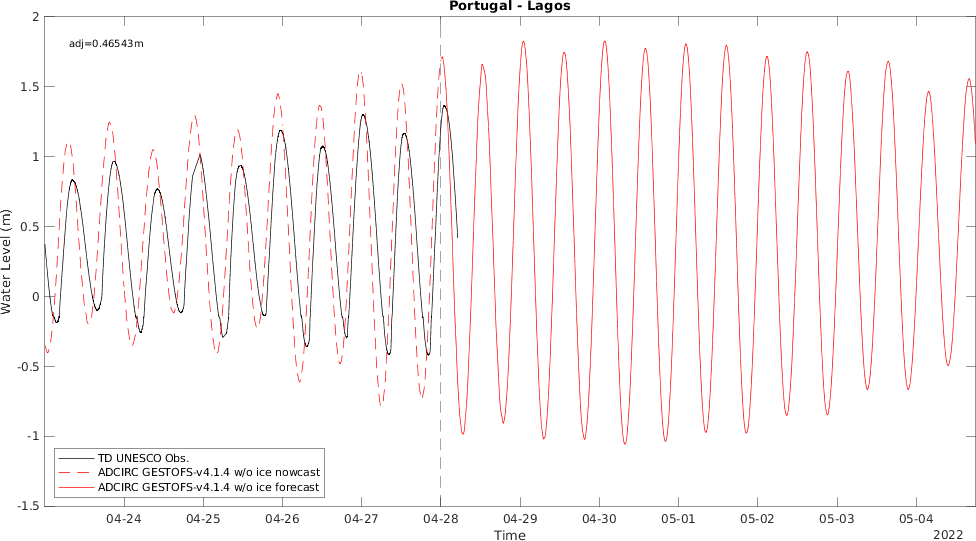 Portugal - Lagos
adj=0.46543m
2
1.5
1
0.5
0
-0.5
-1
-1.5
Water Level (m)
TD UNESCO Obs.
ADCIRC GESTOFS-v4.1.4 w/o ice nowcast
ADCIRC GESTOFS-v4.1.4 w/o ice forecast
04-24 04-25 04-26 04-27 04-28 04-29 04-30 05-01 05-02 05-03 05-04
Time
2022